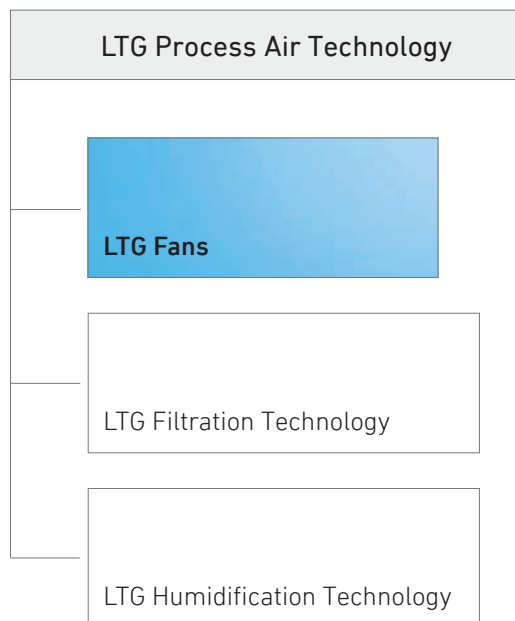 LTG Process Air Technology
LTG Fans
LTG Filtration Technology
LTG Humidification Technology